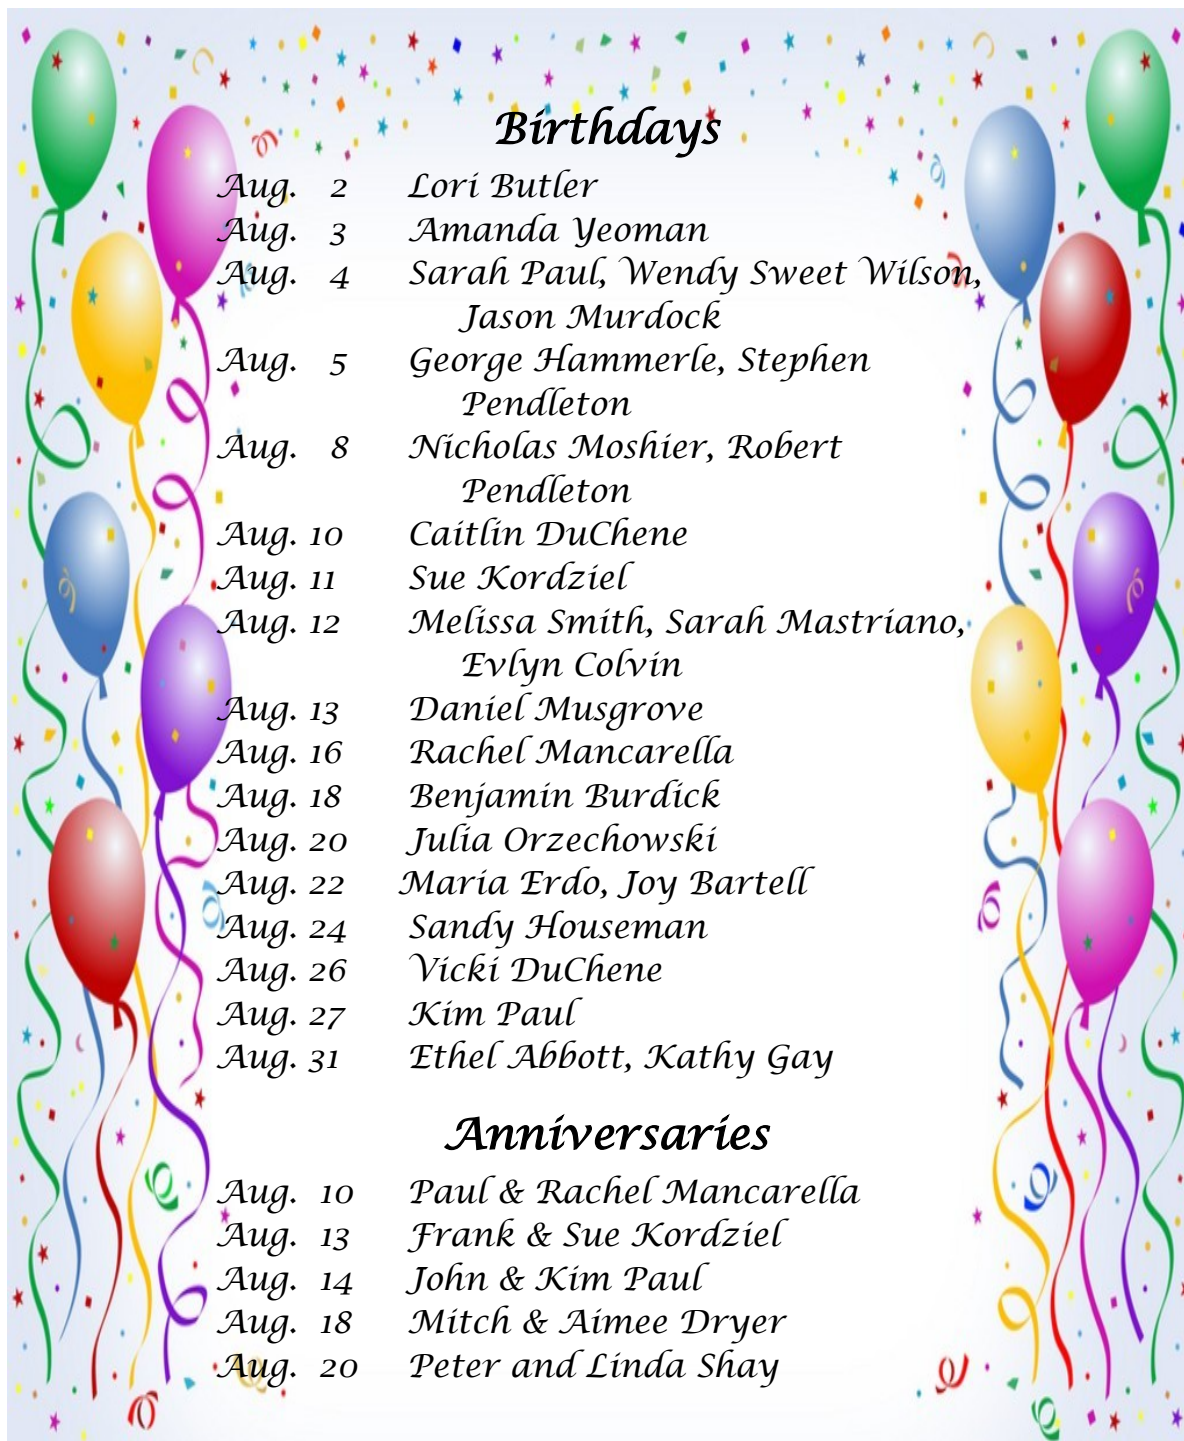 Birthdays
Aug. 2 Lori Butler
Aug. 3 Amanda Yeoman
Aug. 4 Sarah Paul, Wendy Sweet Wilson,
Jason Murdock
Aug. 5 George Hammerle, Stephen
Pendleton
Aug. 8 Nicholas Moshier, Robert
Pendleton
Aug. 10 Caitlin DuChene
Aug. 11 Sue Kordziel
Aug. 12 Melissa Smith, Sarah Mastriano,
Evlyn Colvin
Aug. 13 Daniel Musgrove
Aug. 16 Rachel Mancarella
Aug. 18 Benjamin Burdick
Aug. 20 Julia Orzechowski
Aug. 22 Maria Erdo, Joy Bartell
Aug. 24 Sandy Houseman
Aug. 26 Vicki DuChene
Aug. 27 Kim Paul
Aug. 31 Ethel Abbott, Kathy Gay
Anniversaries
Aug. 10 Paul & Rachel Mancarella
Aug. 13 Frank & Sue Kordziel
Aug. 14 John & Kim Paul
Aug. 18 Mitch & Aimee Dryer
Aug. 20 Peter and Linda Shay